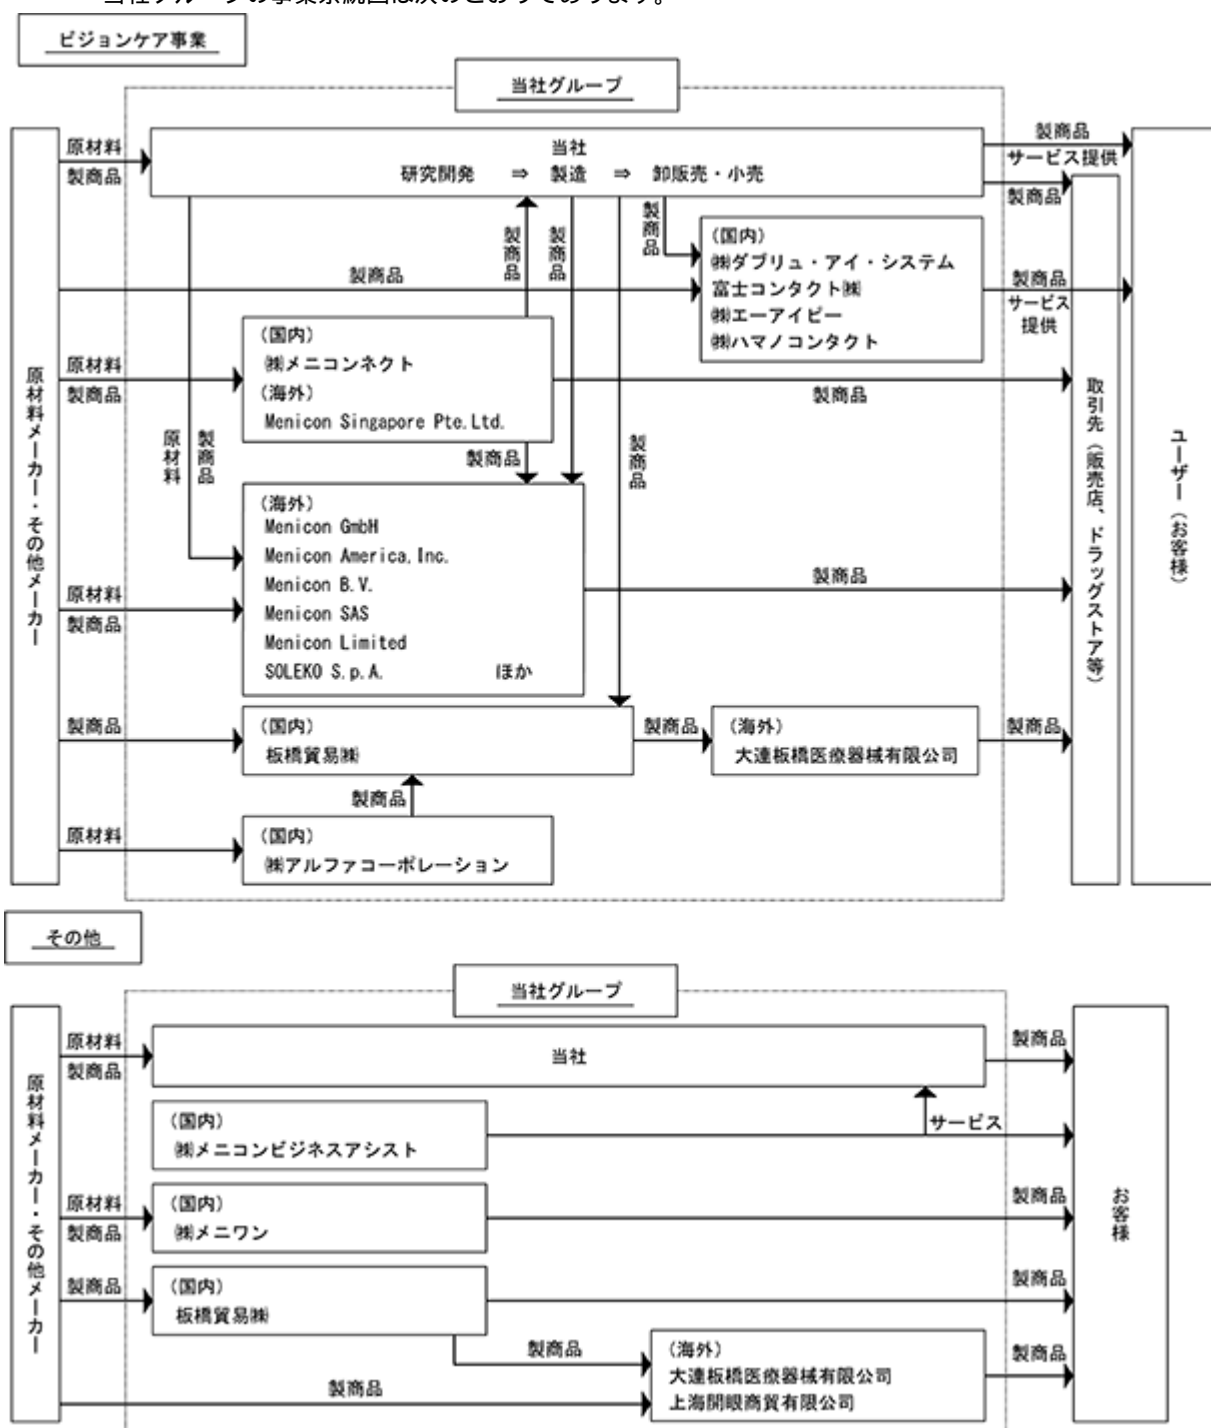 当社グループの事業系統図は次のとおりであります。
ビジョンケア事業
当社グループ
原材料
製商品
当社
研究開発 ⇒ 製造 ⇒ 卸販売・小売
製商品
サービス提供
製商品
製商品
製商品
製商品
(国内)
㈱ダブリュ・アイ・システム
富士コンタクト㈱
㈱エーアイピー
㈱ハマノコンタクト
製商品
製商品
サービス
提供
原材料
製商品
(国内)
㈱メニコンネクト
(海外)
Menicon Singapore Pte.Ltd.
製商品
原材料メーカー・その他メーカー
取引先(販売店、ドラッグストア等)
ユーザー(お客様)
原材料
製商品
製商品
製商品
(海外)
Menicon GmbH
Menicon America,Inc.
Menicon B.V.
Menicon SAS
Menicon Limited
SOLEKO S.p.A. ほか
原材料
製商品
製商品
製商品
(国内)
板橋貿易㈱
製商品
(海外)
大連板橋医療器械有限公司
製商品
製商品
原材料
(国内)
㈱アルファコーポレーション
その他
当社グループ
原材料
製商品
当社
製商品
原材料メーカー・その他メーカー
お客様
(国内)
㈱メニコンビジネスアシスト
サービス
原材料
製商品
(国内)
㈱メニワン
製商品
製商品
(国内)
板橋貿易㈱
製商品
製商品
製商品
(海外)
大連板橋医療器械有限公司
上海開眼商貿有限公司
製商品